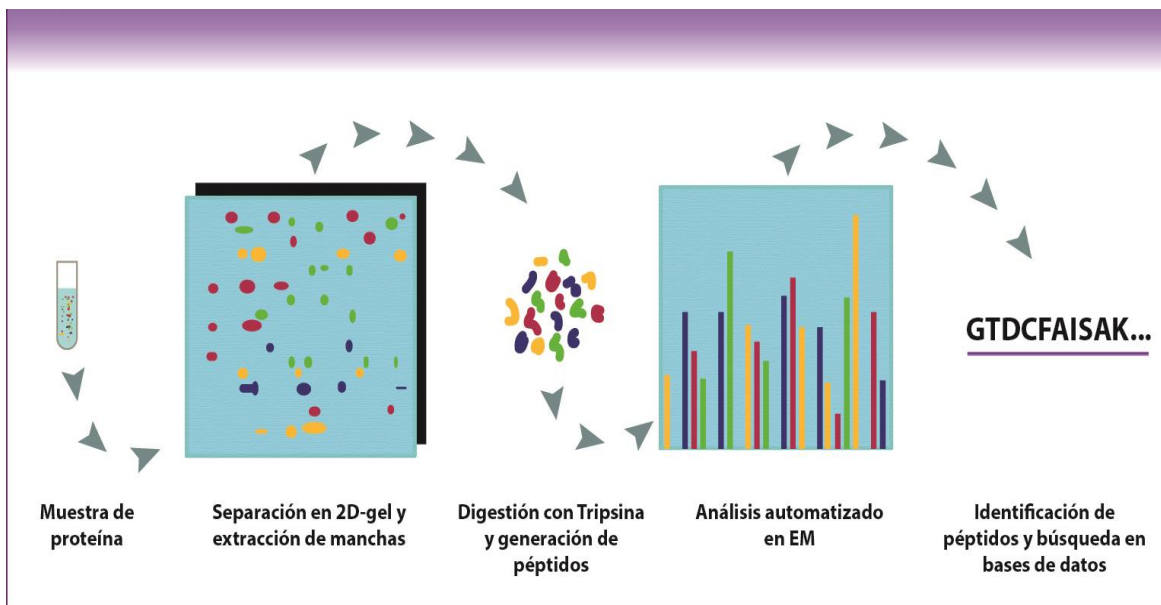 GTDCFAISAK...
Muestra de
proteína
Separación en 2D-gel y
extracción de manchas
Digestión con Tripsina
y generación de
péptidos
Análisis automatizado
en EM
Identificación de
péptidos y búsqueda en
bases de datos